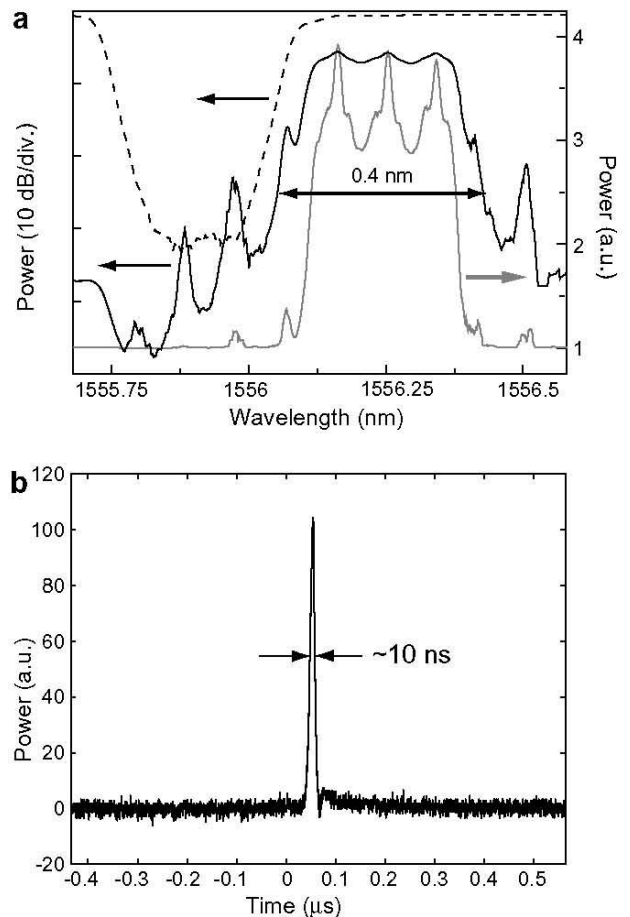 a
Power (10 dB/div.)
0.4 nm
4
3
2
1
Power (a.u.)
1555.75 1556 1556.25 1556.5
Wavelength (nm)
b
120
100
80
60
40
20
0
-20
Power (a.u.)
~10 ns
-0.4 -0.3 -0.2 -0.1 0 0.1 0.2 0.3 0.4 0.5
Time (μs)